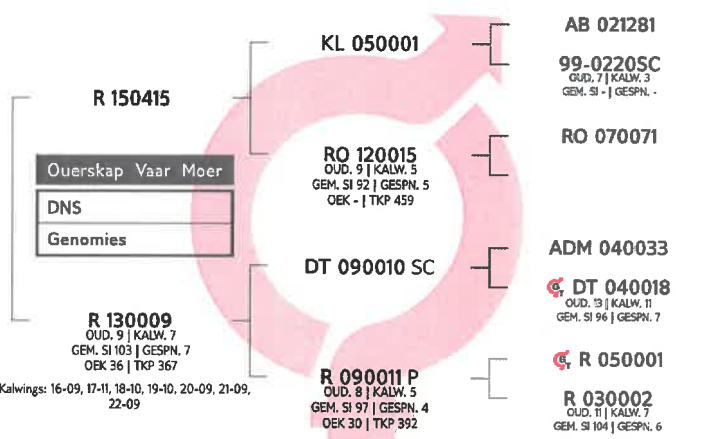 R 150415
Ouerskap Vaar Moer
DNS
Genomies
R 130009
OUD. 9 | KALW. 7
GEM. SI 103 | GESPN. 7
OEK 36 | TKP 367
Kalwings: 16-09, 17-11, 18-10, 19-10, 20-09, 21-09,
22-09
KL 050001
RO 120015
OUD. 9 | KALW. 5
GEM. SI 92 | GESPN. 5
OEK - | TKP 459
DT 090010 SC
R 090011 P
OUD. 8 | KALW. 5
GEM. SI 97 | GESPN. 4
OEK 30 | TKP 392
AB 021281
99-0220SC
OUD. 7 | KALW. 3
GEM. SI - | GESPN. -
RO 070071
ADM 040033
DT 040018
OUD. 13 | KALW. 11
GEM. SI 96 | GESPN. 7
R 050001
R 030002
OUD. 11 | KALW. 7
GEM. SI 104 | GESPN. 6